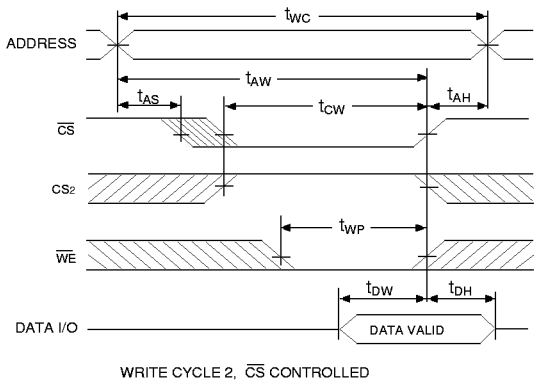 tWC
ADDRESS
tAW
tAS
tCW
tAH
CS
CS2
tWP
WE
tDW
tDH
DATA I/O
DATA VALID
WRITE CYCLE 2, CS CONTROLLED